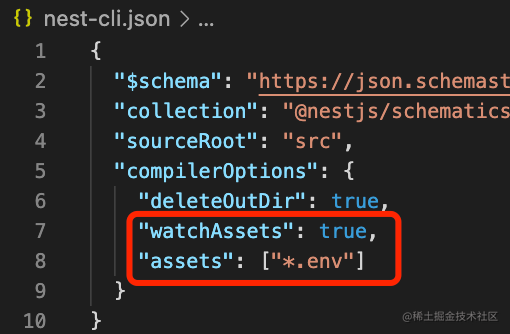 {} nest-cli.json > ...
1 {
2 "$schema": "https://json.schemast
3 "collection": "@nestjs/schematics
4 "sourceRoot": "src",
5 "compilerOptions": {
6 "deleteOutDir": true,
7 "watchAssets": true,
8 "assets": ["*.env"]
9 }
10 }
@稀土掘金技术社区